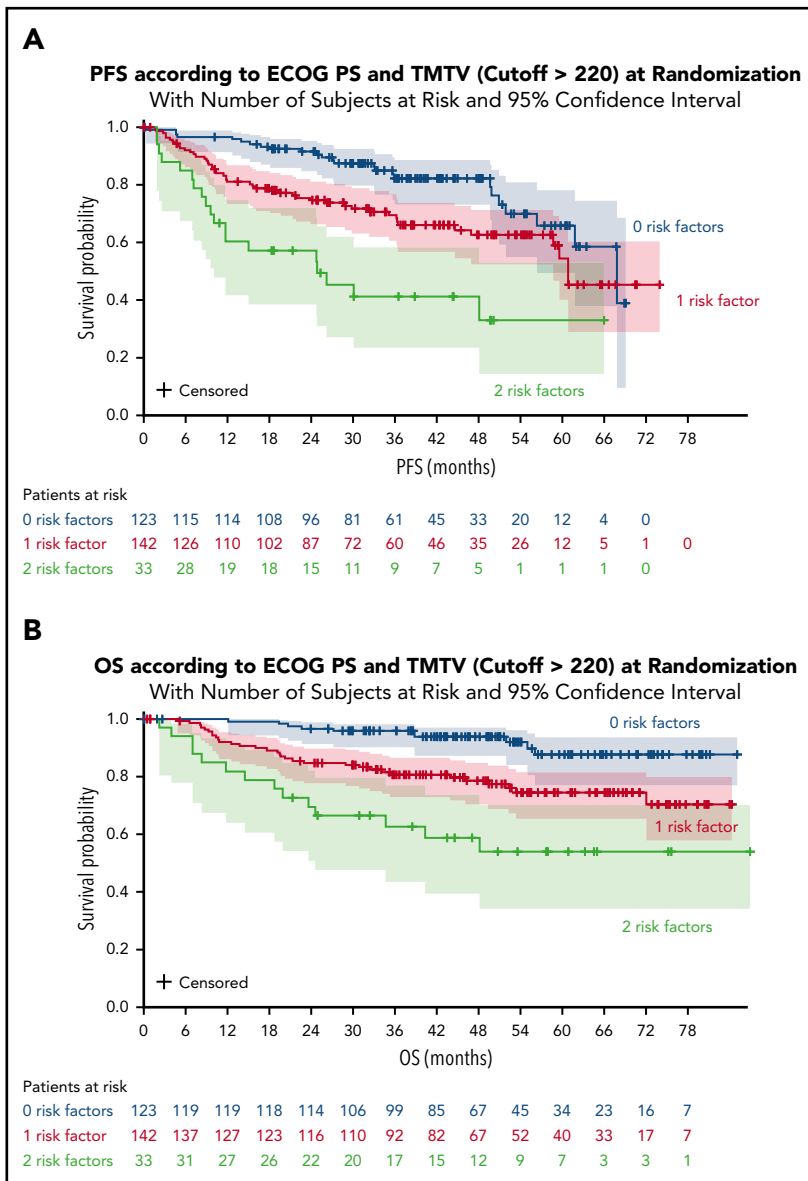 A
PFS according to ECOG PS and TMTV (Cutoff > 220) at Randomization
With Number of Subjects at Risk and 95% Confidence Interval
1.0
0.8
0.6
0.4
0.2
0.0
Survival probability
0 risk factors
1 risk factor
2 risk factors
+ Censored
0 6 12 18 24 30 36 42 48 54 60 66 72 78
PFS (months)
Patients at risk
0 risk factors 123 115 114 108 96 81 61 45 33 20 12 4 0
1 risk factor 142 126 110 102 87 72 60 46 35 26 12 5 1 0
2 risk factors 33 28 19 18 15 11 9 7 5 1 1 1 0
B
OS according to ECOG PS and TMTV (Cutoff > 220) at Randomization
With Number of Subjects at Risk and 95% Confidence Interval
1.0
0.8
0.6
0.4
0.2
0.0
Survival probability
0 risk factors
1 risk factor
2 risk factors
+ Censored
0 6 12 18 24 30 36 42 48 54 60 66 72 78
OS (months)
Patients at risk
0 risk factors 123 119 119 118 114 106 99 85 67 45 34 23 16 7
1 risk factor 142 137 127 123 116 110 92 82 67 52 40 33 17 7
2 risk factors 33 31 27 26 22 20 17 15 12 9 7 3 3 1